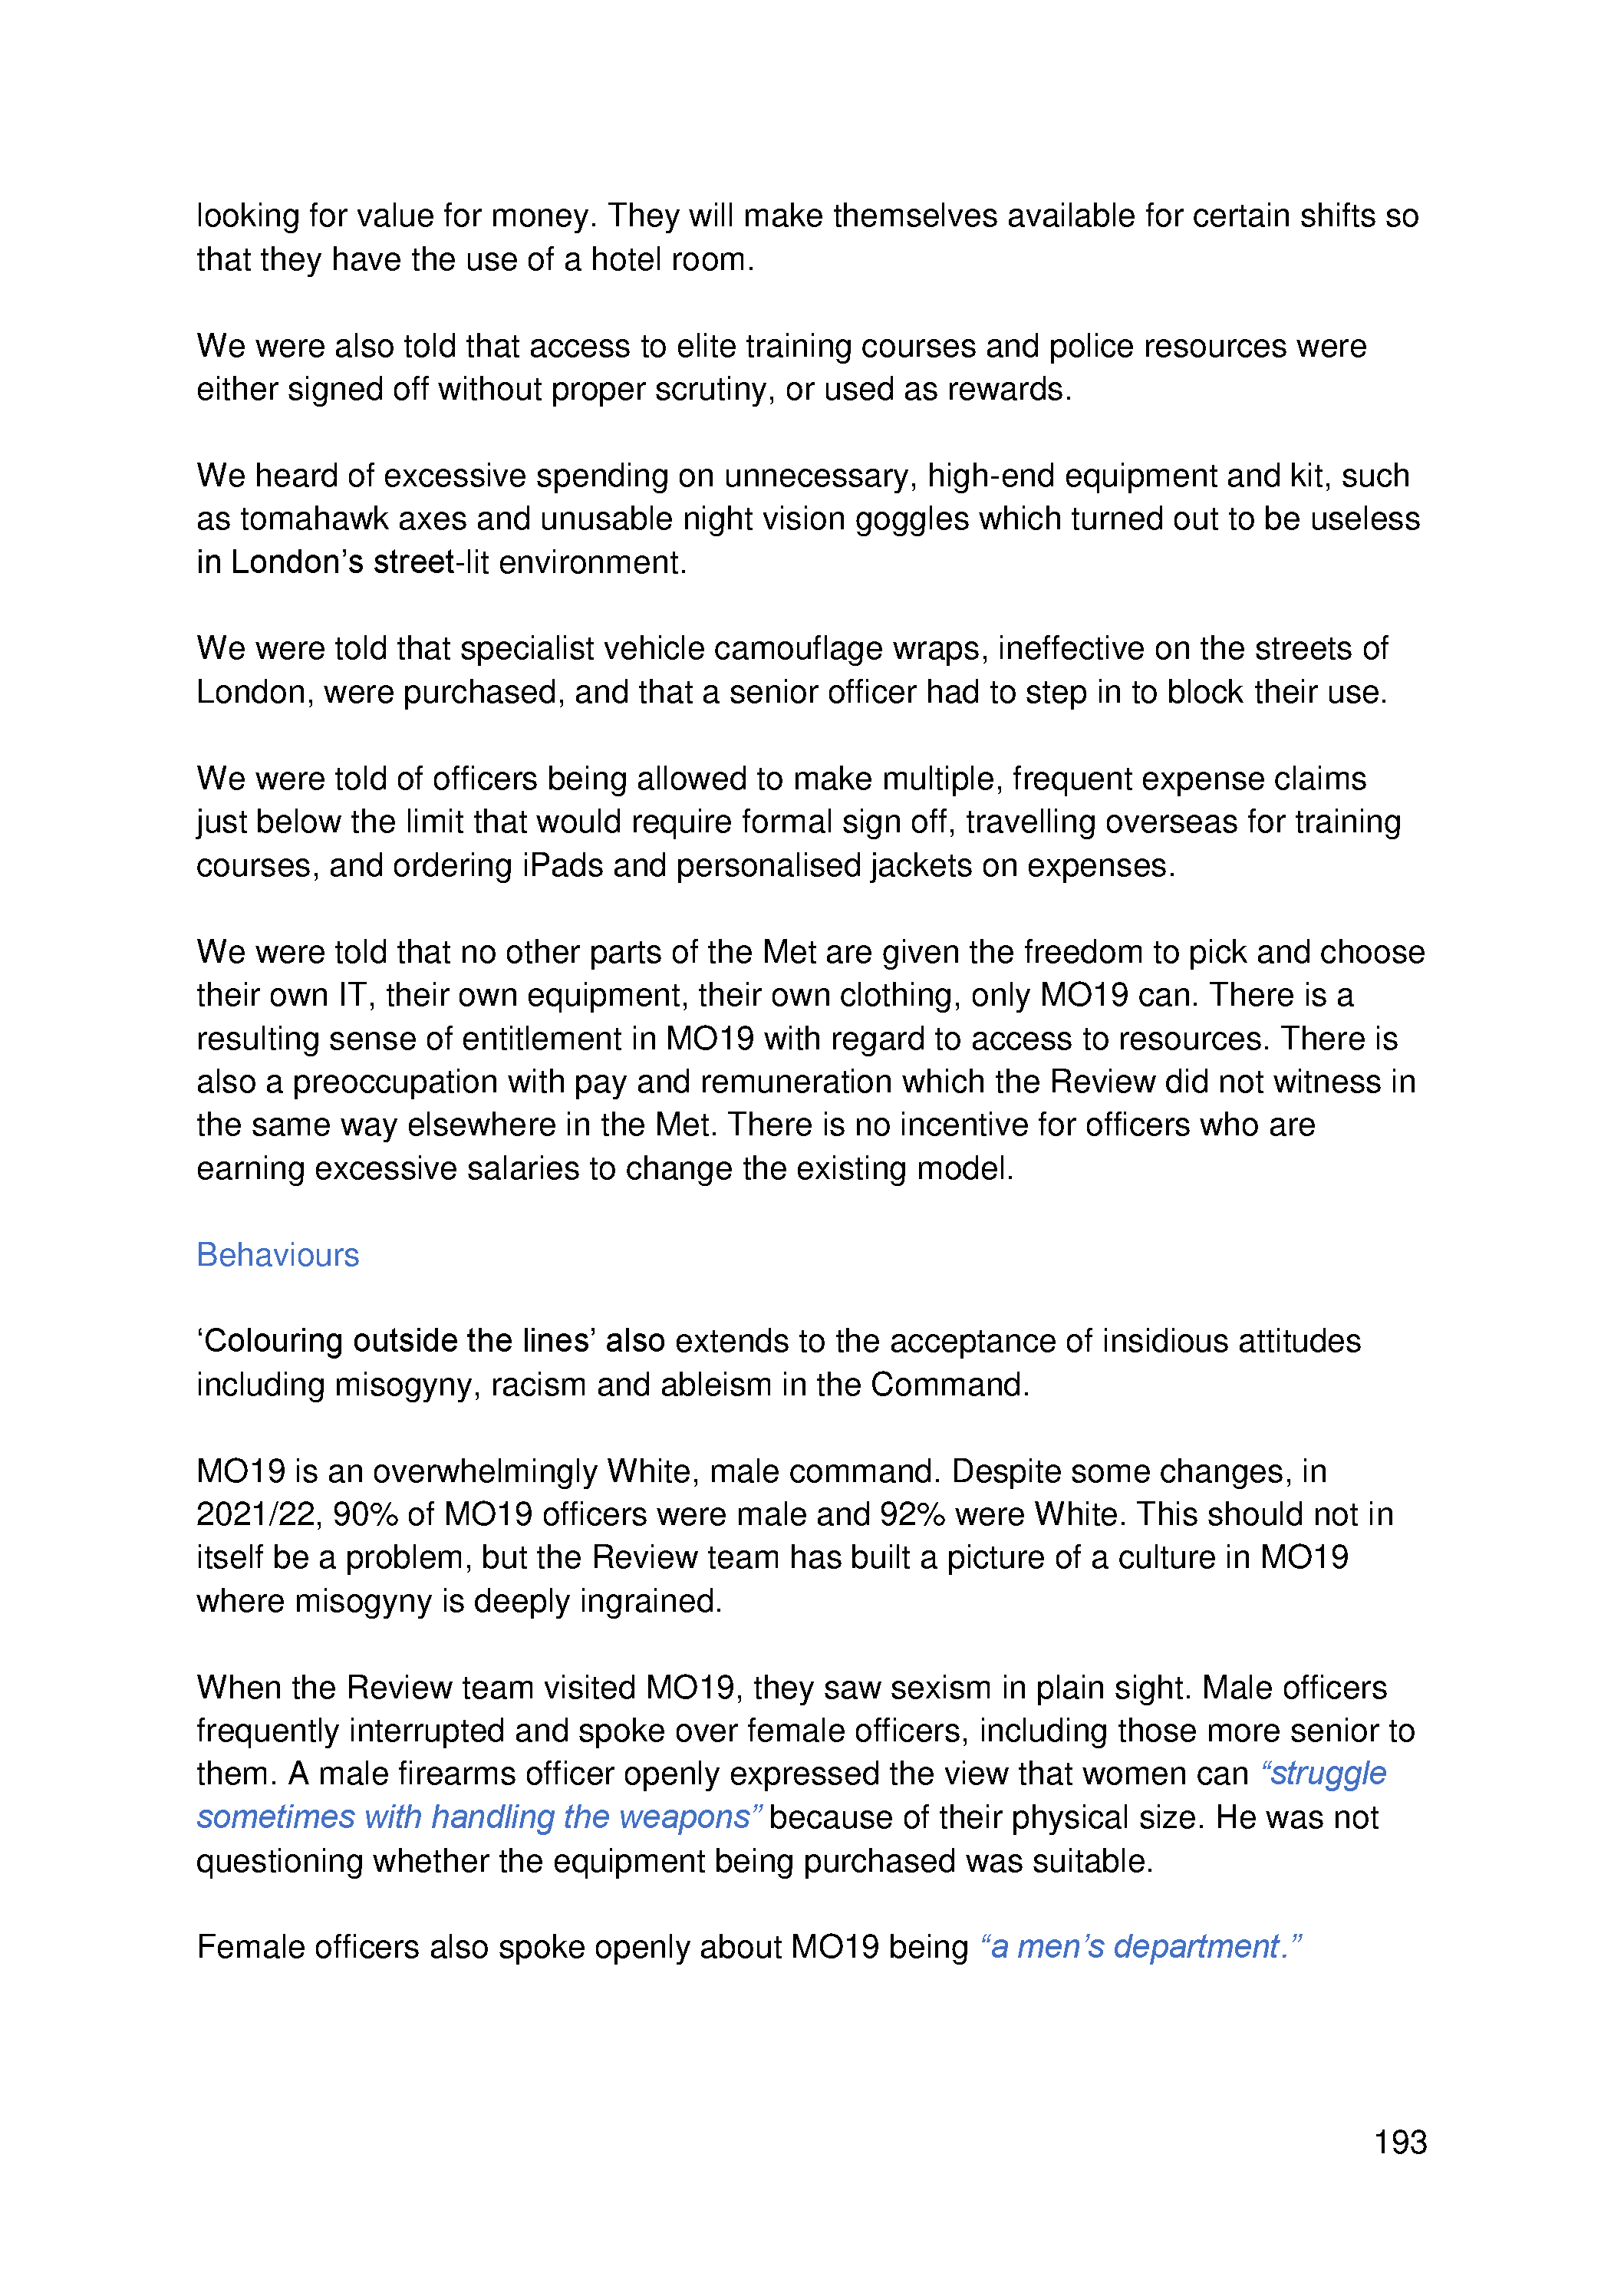 looking for value for money. They will make themselves available for certain shifts so
that they have the use of a hotel room.
We were also told that access to elite training courses and police resources were
either signed off without proper scrutiny, or used as rewards.
We heard of excessive spending on unnecessary, high-end equipment and kit, such
as tomahawk axes and unusable night vision goggles which turned out to be useless
in London’s street-lit environment.
We were told that specialist vehicle camouflage wraps, ineffective on the streets of
London, were purchased, and that a senior officer had to step in to block their use.
We were told of officers being allowed to make multiple, frequent expense claims
just below the limit that would require formal sign off, travelling overseas for training
courses, and ordering iPads and personalised jackets on expenses.
We were told that no other parts of the Met are given the freedom to pick and choose
their own IT, their own equipment, their own clothing, only MO19 can. There is a
resulting sense of entitlement in MO19 with regard to access to resources. There is
also a preoccupation with pay and remuneration which the Review did not witness in
the same way elsewhere in the Met. There is no incentive for officers who are
earning excessive salaries to change the existing model.
Behaviours
‘Colouring outside the lines’ also extends to the acceptance of insidious attitudes
including misogyny, racism and ableism in the Command.
MO19 is an overwhelmingly White, male command. Despite some changes, in
2021/22, 90% of MO19 officers were male and 92% were White. This should not in
itself be a problem, but the Review team has built a picture of a culture in MO19
where misogyny is deeply ingrained.
When the Review team visited MO19, they saw sexism in plain sight. Male officers
frequently interrupted and spoke over female officers, including those more senior to
them. A male firearms officer openly expressed the view that women can “struggle
sometimes with handling the weapons” because of their physical size. He was not
questioning whether the equipment being purchased was suitable.
Female officers also spoke openly about MO19 being “a men’s department.”
193